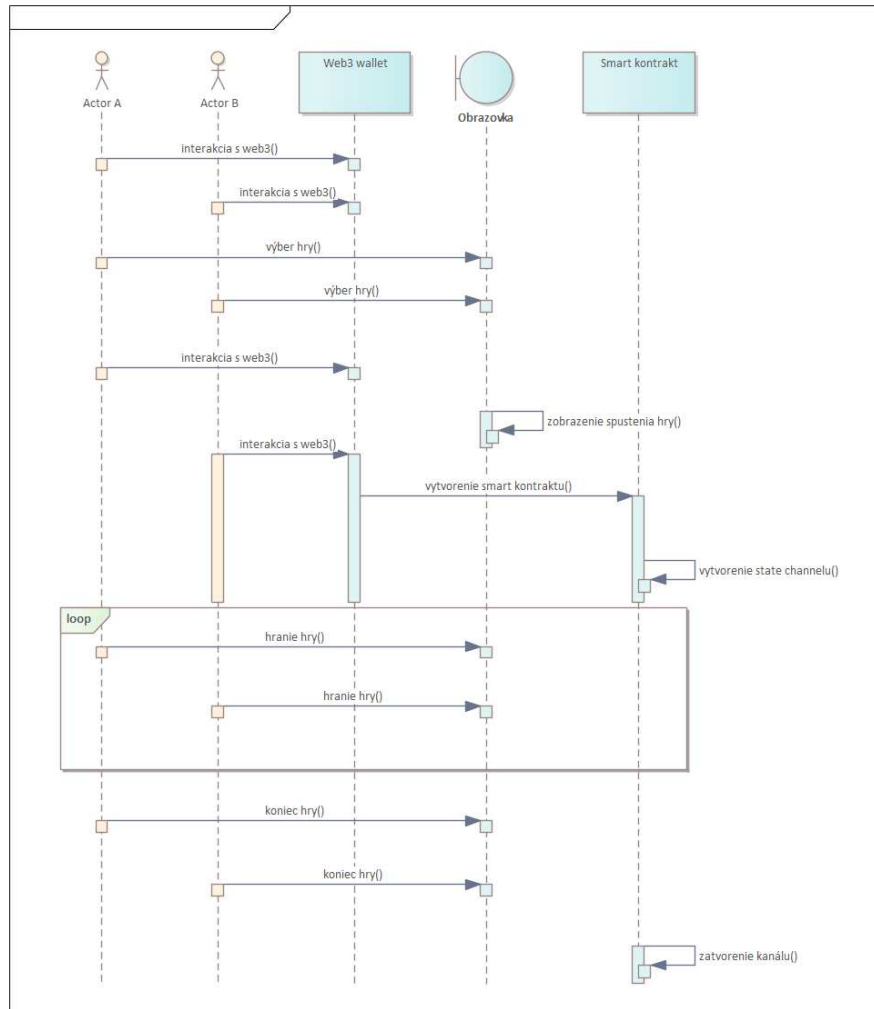 Actor A
Actor B
Web3 wallet
Obrazovka
Smart kontrakt
interakcia s web3()
interakcia s web3()
výber hry()
výber hry()
interakcia s web3()
zobrazenie spustenia hry()
interakcia s web3()
vytvorenie smart kontraktu()
vytvorenie state channelu()
loop
hranie hry()
hranie hry()
koniec hry()
koniec hry()
zatvorenie kanálu()